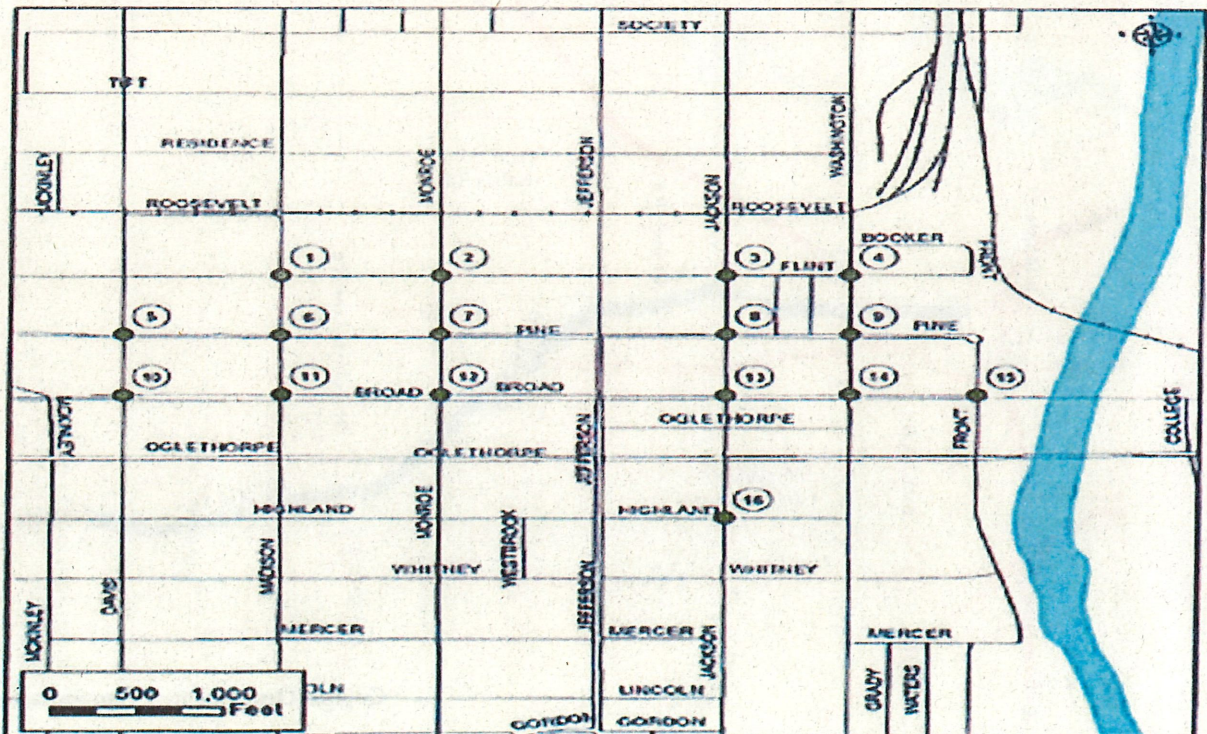 SOCIETY
TBT
WASHINGTON
RESIDENCE
MCKINLEY
MONROE
JEFFERSON
JACKSON
ROOSEVELT
ROOSEVELT
BOOKER
FRONT
1
2
3
FLINT
4
5
6
7
PINE
8
9
PINE
10
11
BROAD
12
BROAD
13
14
15
MCKINLEY
OGLETHORPE
FRONT
COLLEGE
OGLETHORPE
OGLETHORPE
JEFFERSON
HIGHLAND
MONROE
HIGHLAND
16
MADISON
WHITNEY
WESTBROOK
WHITNEY
DAVIS
JEFFERSON
MCKINLEY
MERCER
MERCER
JACKSON
MERCER
0 500 1,000
Feet
OLN
LINCOLN
GRADY
WATERS
GORDON
GORDON